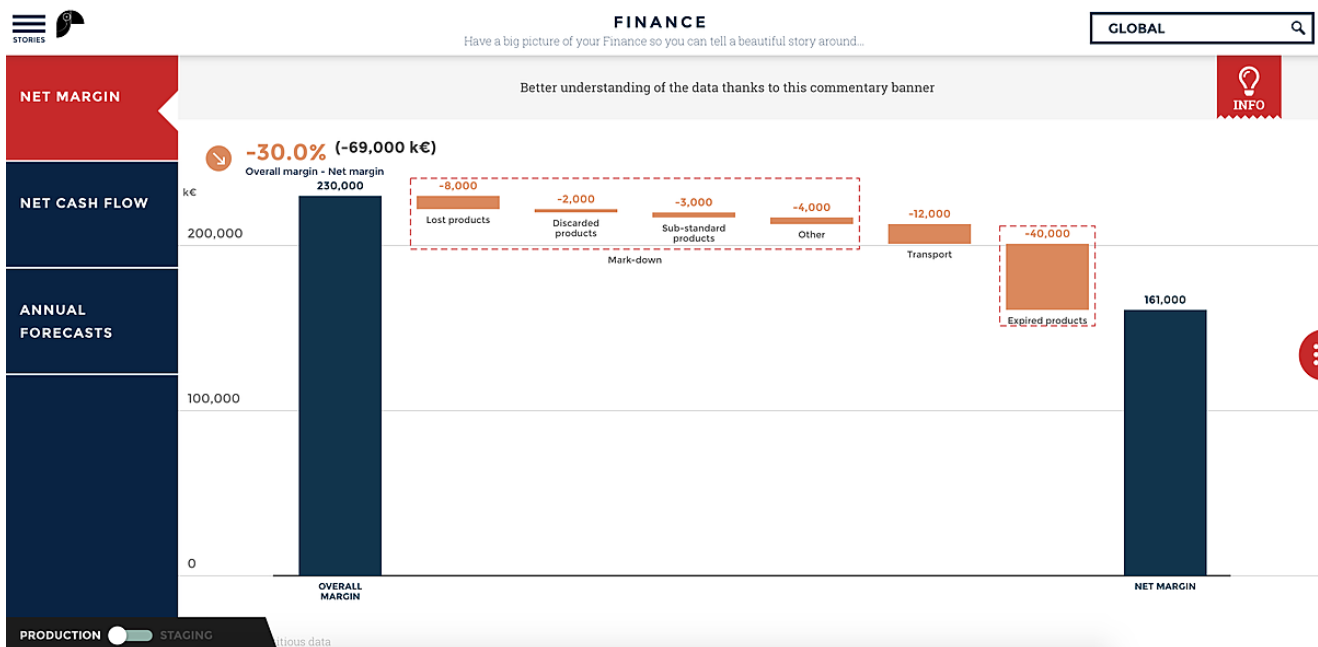 STORIES
FINANCE
Have a big picture of your Finance so you can tell a beautiful story around...
GLOBAL
NET MARGIN
NET CASH FLOW
ANNUAL
FORECASTS
Better understanding of the data thanks to this commentary banner
INFO
-30.0% (-69,000 k€)
Overall margin - Net margin
k€
200,000
100,000
0
230,000
OVERALL
MARGIN
-8,000
Lost products
-2,000
Discarded
products
-3,000
Sub-standard
products
-4,000
Other
Mark-down
-12,000
Transport
-40,000
Expired products
161,000
NET MARGIN
PRODUCTION STAGING
data